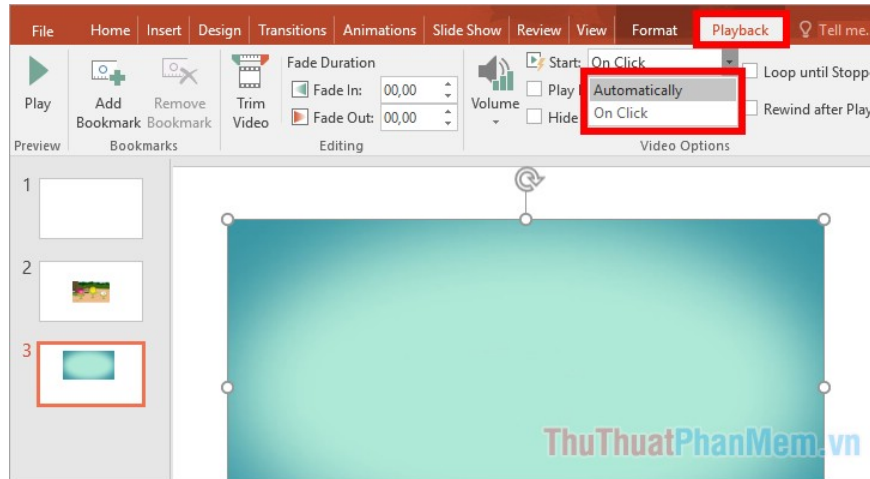 File Home Insert Design Transitions Animations Slide Show Review View Format Playback Tell me.
Fade Duration
Start: On Click
Loop until Stopp
Fade In: 00,00
Play
Automatically
Play
Add
Remove
Trim
Volume
Bookmark Bookmark
Video
Fade Out: 00,00
Hide
On Click
Rewind after Play
Preview
Bookmarks
Editing
Video Options
1
2
3
ThuThuatPhanMem.vn